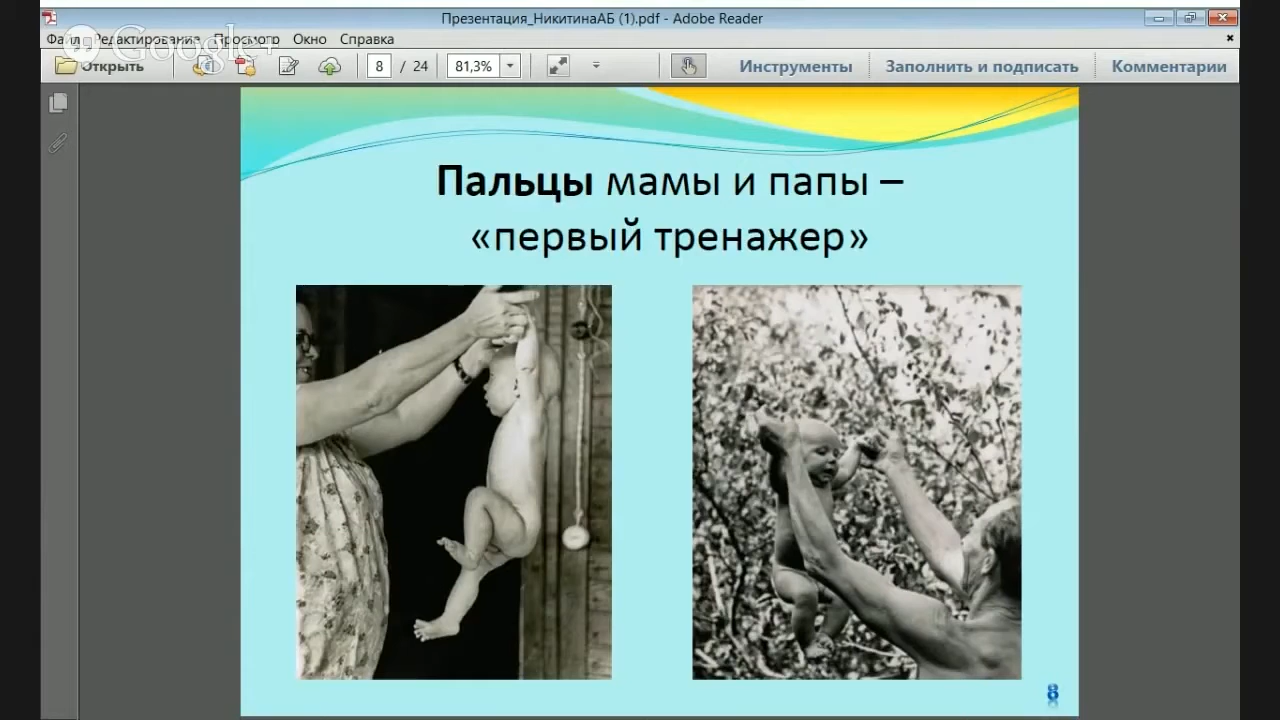 Презентация_НикитинаАБ (1).pdf - Adobe Reader
Файл Редактирование Просмотр Окно Справка
Google+
Открыть 8 / 24 81,3% Инструменты Заполнить и подписать Комментарии
Пальцы мамы и папы –
«первый тренажер»
8